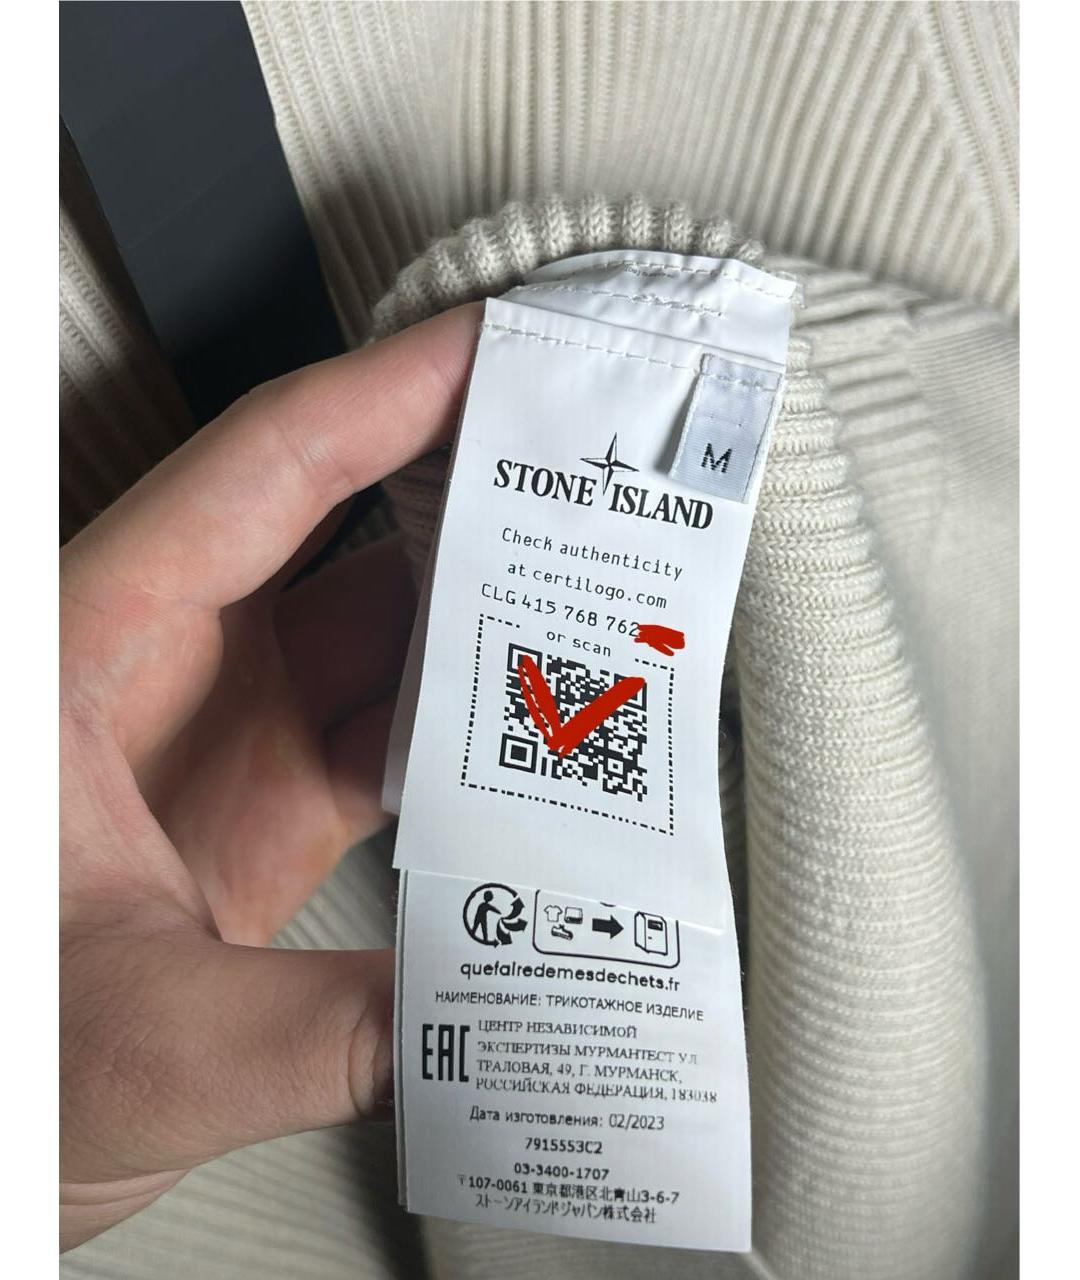 M
STONE ISLAND
Check authenticity
at certilogo.com
CLG 415 768 762
or scan
quefairedemesdechets.fr
НАИМЕНОВАНИЕ: ТРИКОТАЖНОЕ ИЗДЕЛИЕ
EAC
ЦЕНТР НЕЗАВИСИМОЙ
ЭКСПЕРТИЗЫ МУРМАНТЕСТ УЛ
ТРАЛОВАЯ, 49, Г. МУРМАНСК,
РОССИЙСКАЯ ФЕДЕРАЦИЯ, 183038
Дата изготовления: 02/2023
7915553C2
03-3400-1707
〒107-0061 東京都港区北青山3-6-7
ストーンアイランドジャパン株式会社